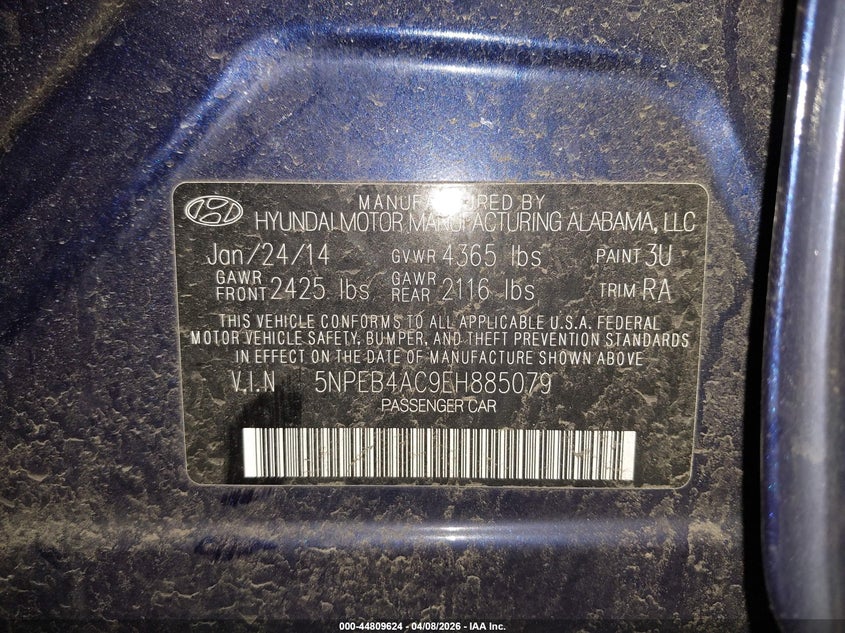 MANUFACTURED BY
HYUNDAI MOTOR MANUFACTURING ALABAMA, LLC
Jan/24/14 GVWR 4365 lbs PAINT 3U
GAWR FRONT 2425 lbs GAWR REAR 2116 lbs TRIM RA
THIS VEHICLE CONFORMS TO ALL APPLICABLE U.S.A. FEDERAL
MOTOR VEHICLE SAFETY, BUMPER, AND THEFT PREVENTION STANDARDS
IN EFFECT ON THE DATE OF MANUFACTURE SHOWN ABOVE
V.I.N 5NPEB4AC9EH885079
PASSENGER CAR
000-44809624 - 04/08/2026 - IAA Inc.